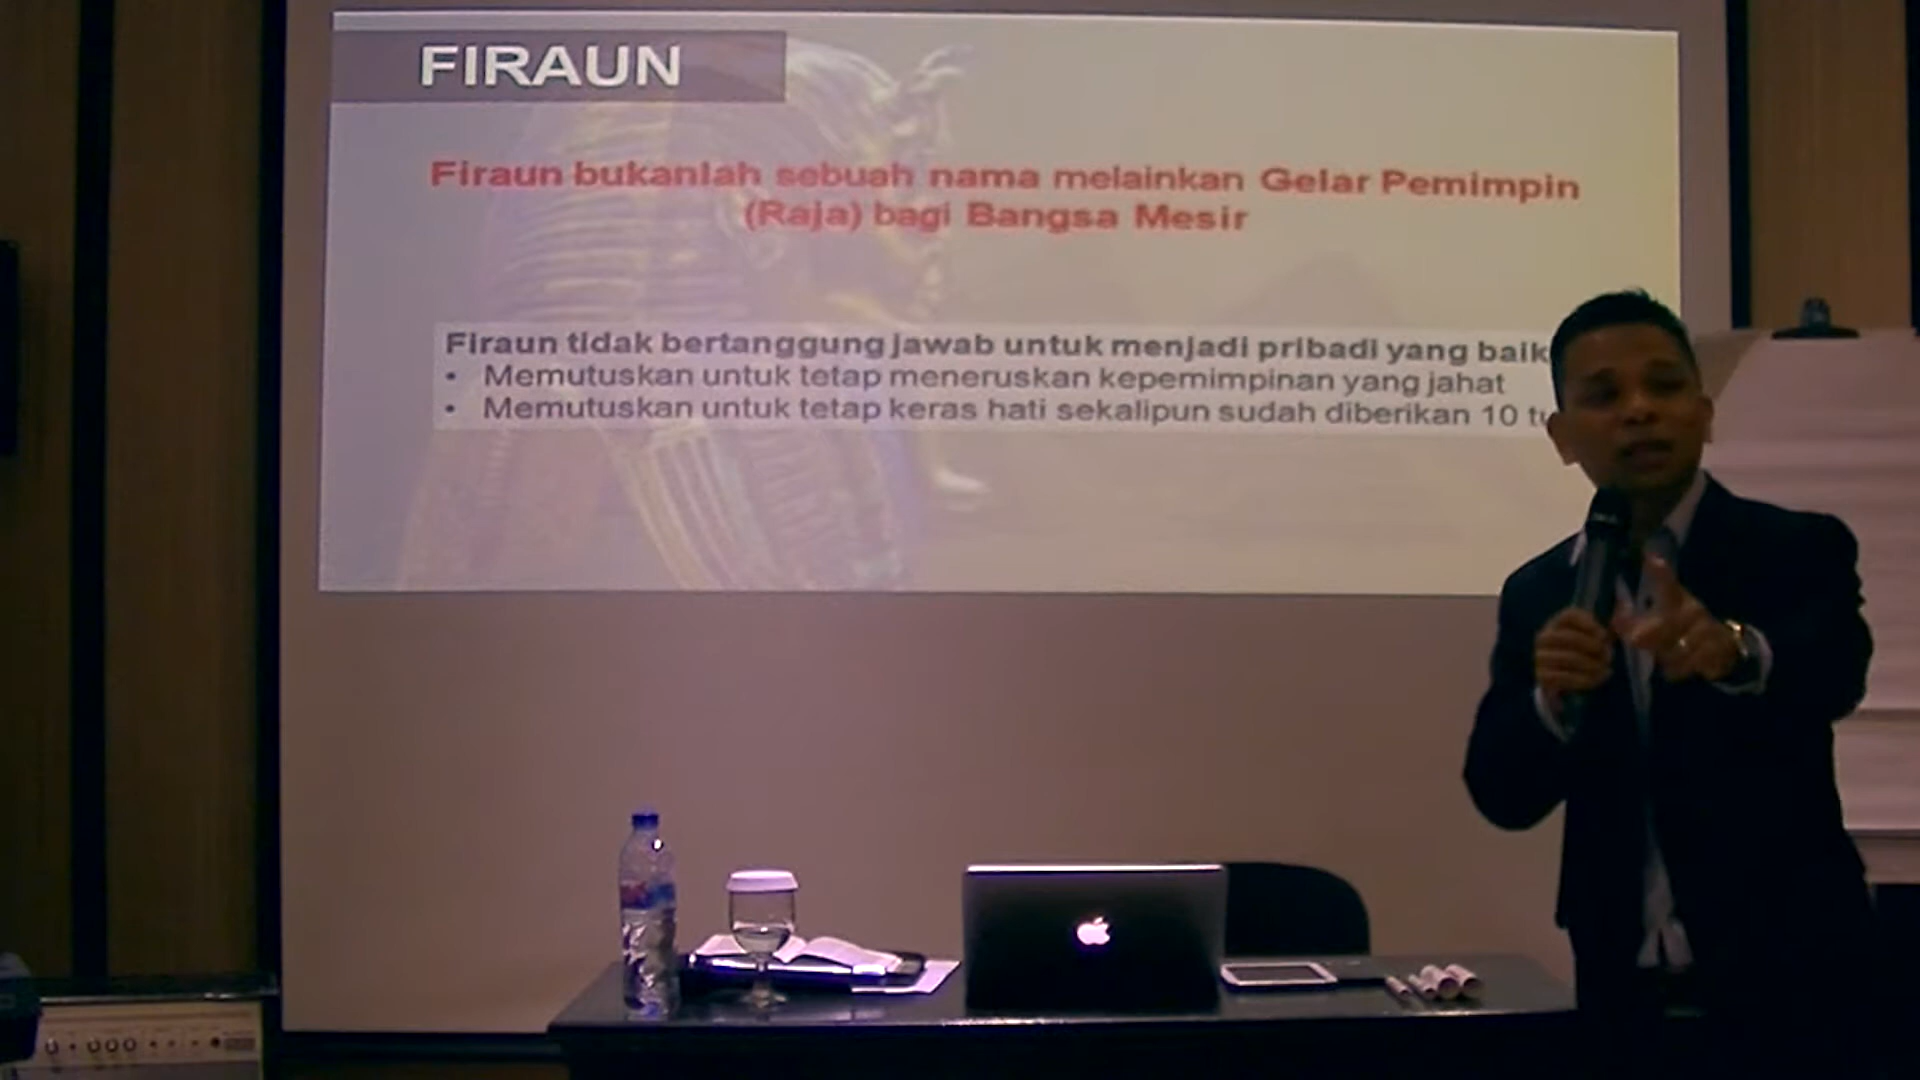 FIRAUN
Firaun bukanlah sebuah nama melainkan Gelar Pemimpin
(Raja) bagi Bangsa Mesir
Firaun tidak bertanggung jawab untuk menjadi pribadi yang baik
• Memutuskan untuk tetap meneruskan kepemimpinan yang jahat
• Memutuskan untuk tetap keras hati sekalipun sudah diberikan 10